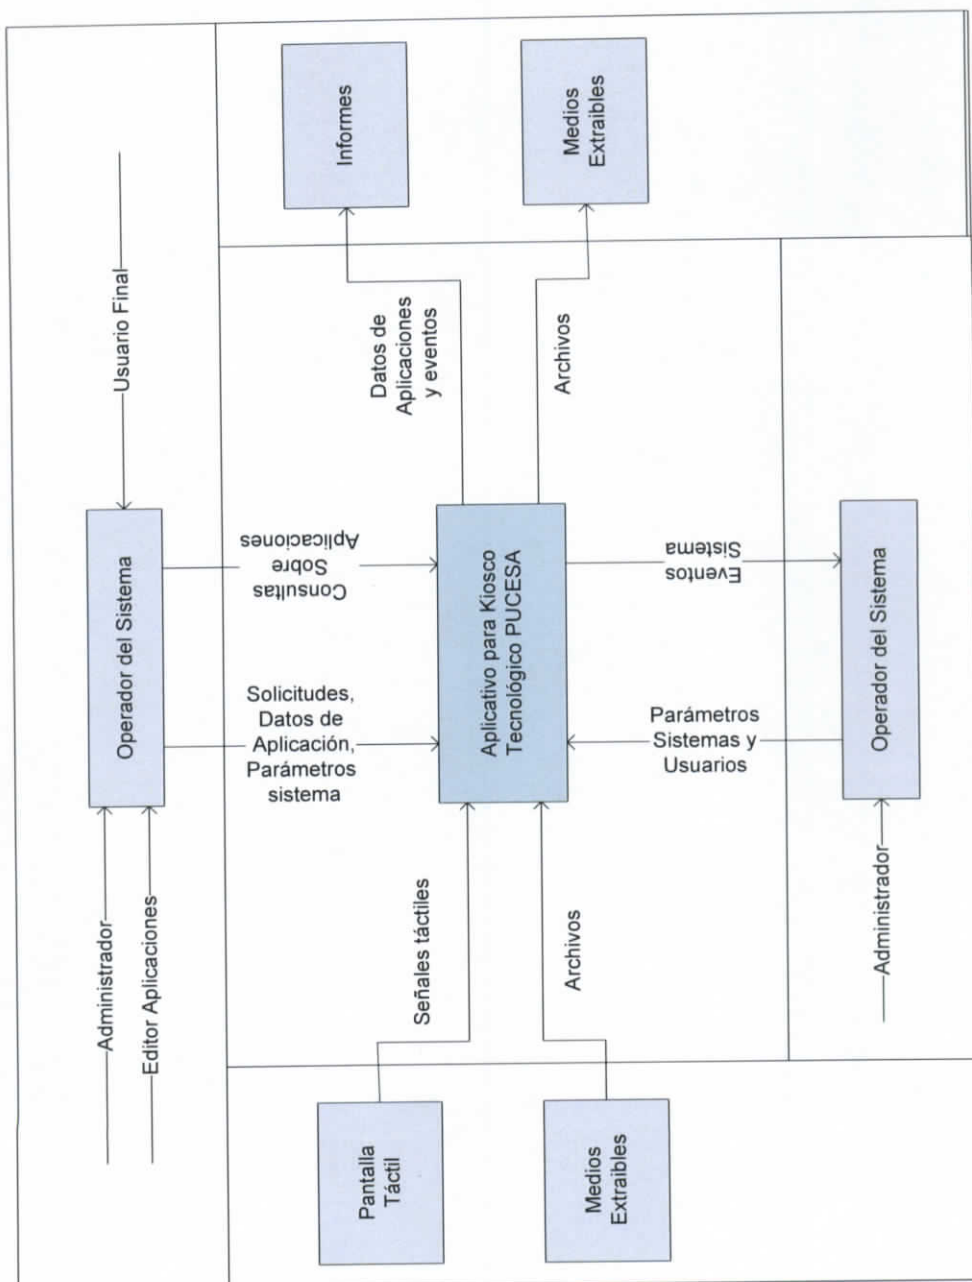 Administrador
Editor Aplicaciones
Operador del Sistema
Usuario Final
Solicitudes,
Datos de
Aplicación,
Parámetros
sistema
Consultas
Sobre
Aplicaciones
Pantalla
Táctil
Señales táctiles
Medios
Extraibles
Archivos
Aplicativo para Kiosco
Tecnológico PUCESA
Datos de
Aplicaciones
y eventos
Informes
Archivos
Medios
Extraibles
Parámetros
Sistemas y
Usuarios
Eventos
Sistema
Administrador
Operador del Sistema